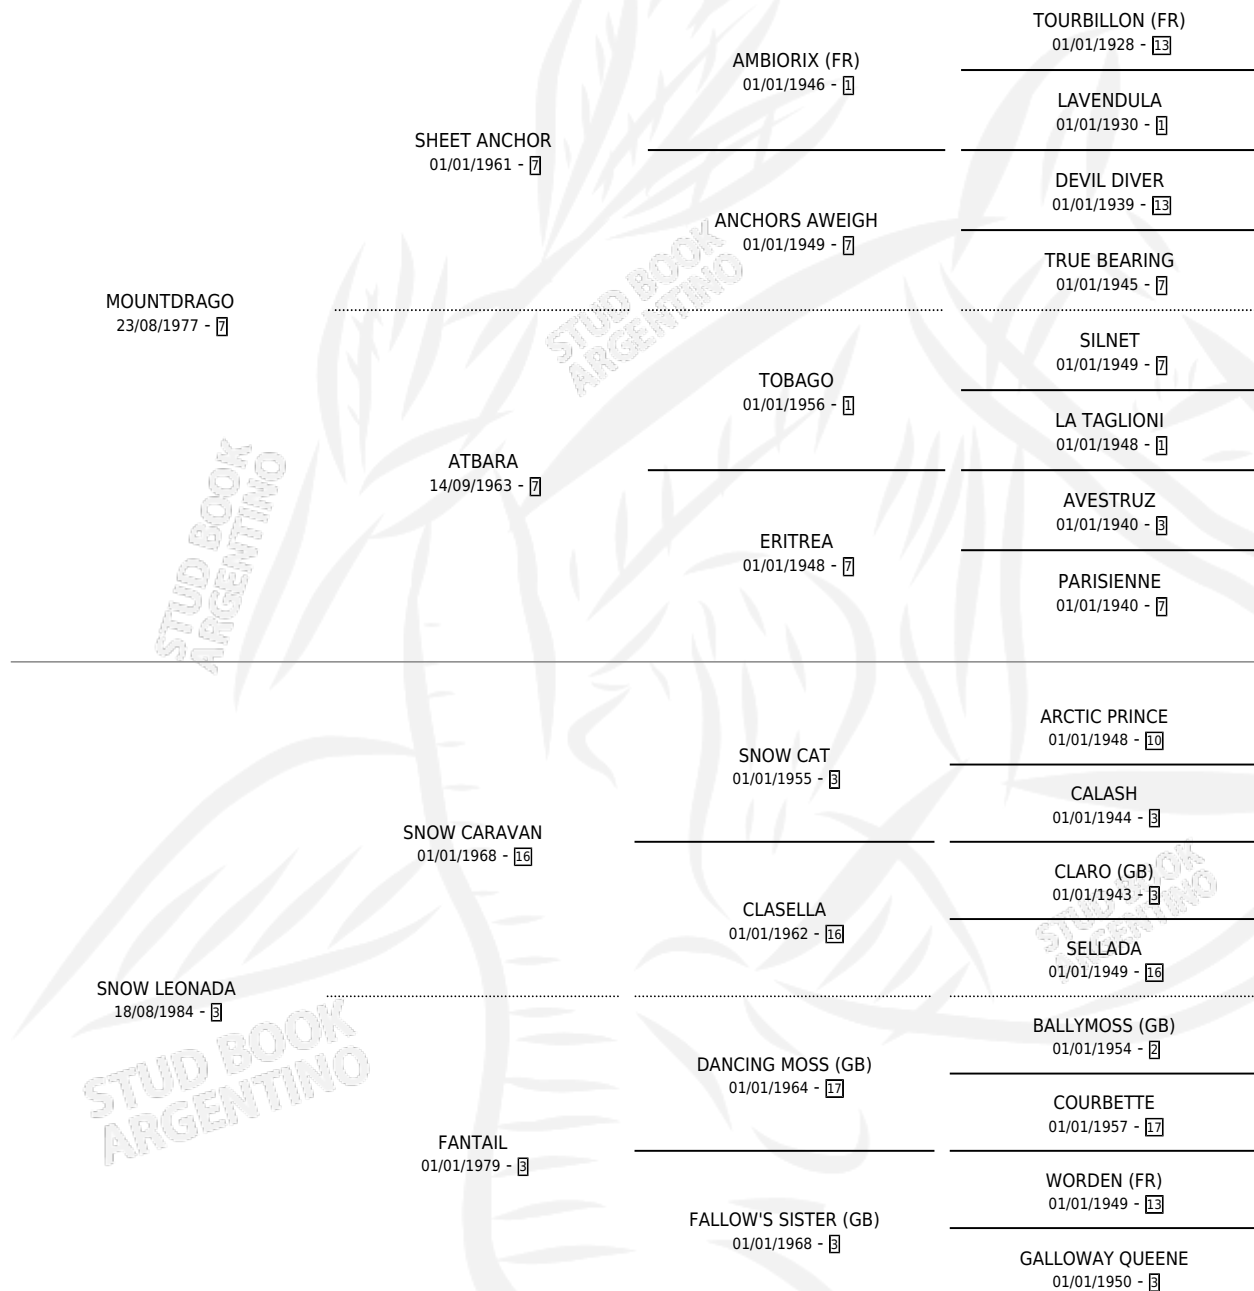 TOURBILLON (FR)
01/01/1928 - 13
AMBIORIX (FR)
01/01/1946 - 1
LAVENDULA
01/01/1930 - 1
SHEET ANCHOR
01/01/1961 - 7
DEVIL DIVER
01/01/1939 - 13
ANCHORS AWEIGH
01/01/1949 - 7
TRUE BEARING
01/01/1945 - 7
MOUNTDRAGO
23/08/1977 - 7
SILNET
01/01/1949 - 7
TOBAGO
01/01/1956 - 1
LA TAGLIONI
01/01/1948 - 1
ATBARA
14/09/1963 - 7
AVESTRUZ
01/01/1940 - 3
ERITREA
01/01/1948 - 7
PARISIENNE
01/01/1940 - 7
STUD BOOK
ARGENTINO
STUD BOOK
ARGENTINO
ARCTIC PRINCE
01/01/1948 - 10
SNOW CAT
01/01/1955 - 3
CALASH
01/01/1944 - 3
SNOW CARAVAN
01/01/1968 - 16
CLARO (GB)
01/01/1943 - 3
CLASELLA
01/01/1962 - 16
SELLADA
01/01/1949 - 16
SNOW LEONADA
18/08/1984 - 3
BALLYMOSS (GB)
01/01/1954 - 2
DANCING MOSS (GB)
01/01/1964 - 17
COURBETTE
01/01/1957 - 17
FANTAIL
01/01/1979 - 3
WORDEN (FR)
01/01/1949 - 13
FALLOW'S SISTER (GB)
01/01/1968 - 3
GALLOWAY QUEENE
01/01/1950 - 3
STUD BOOK
ARGENTINO
STUD BOOK
ARGENTINO